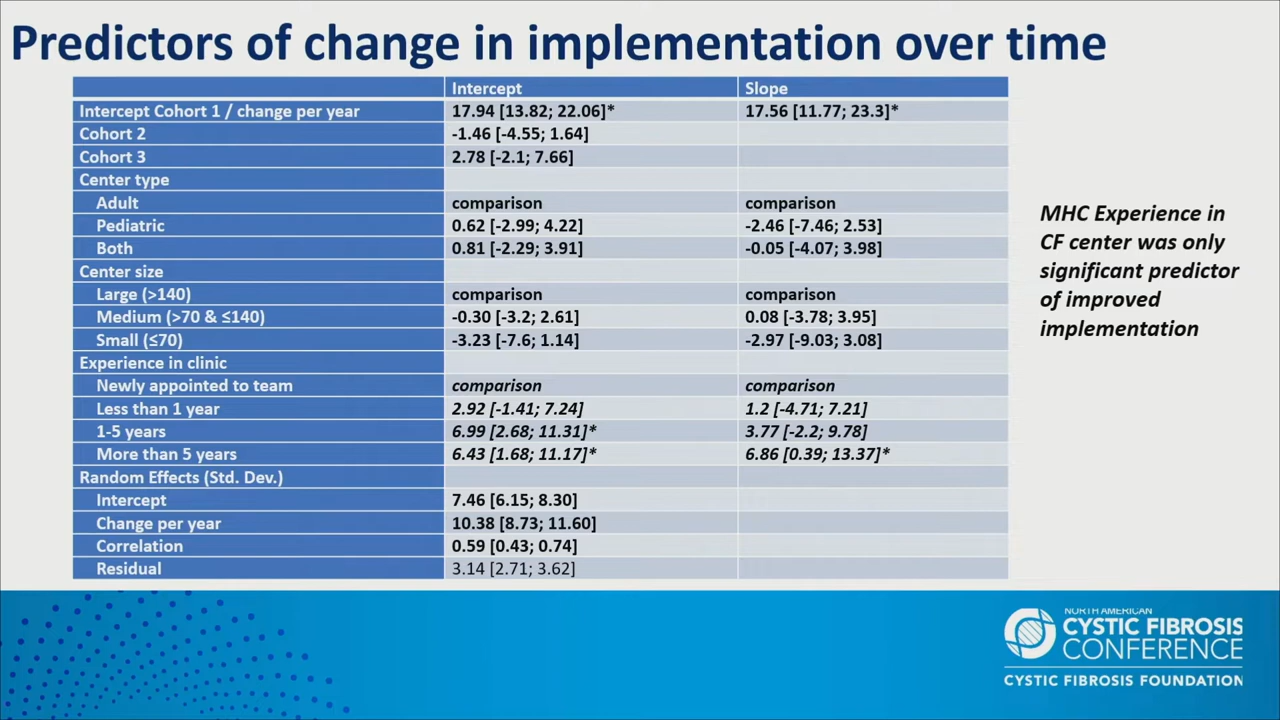 Predictors of change in implementation over time
Intercept Slope
Intercept Cohort 1 / change per year 17.94 [13.82; 22.06]* 17.56 [11.77; 23.3]*
Cohort 2 -1.46 [-4.55; 1.64]
Cohort 3 2.78 [-2.1; 7.66]
Center type
Adult comparison comparison
Pediatric 0.62 [-2.99; 4.22] -2.46 [-7.46; 2.53]
Both 0.81 [-2.29; 3.91] -0.05 [-4.07; 3.98]
Center size
Large (>140) comparison comparison
Medium (>70 & ≤140) -0.30 [-3.2; 2.61] 0.08 [-3.78; 3.95]
Small (≤70) -3.23 [-7.6; 1.14] -2.97 [-9.03; 3.08]
Experience in clinic
Newly appointed to team comparison comparison
Less than 1 year 2.92 [-1.41; 7.24] 1.2 [-4.71; 7.21]
1-5 years 6.99 [2.68; 11.31]* 3.77 [-2.2; 9.78]
More than 5 years 6.43 [1.68; 11.17]* 6.86 [0.39; 13.37]*
Random Effects (Std. Dev.)
Intercept 7.46 [6.15; 8.30]
Change per year 10.38 [8.73; 11.60]
Correlation 0.59 [0.43; 0.74]
Residual 3.14 [2.71; 3.62]
MHC Experience in
CF center was only
significant predictor
of improved
implementation
NORTH AMERICAN
CYSTIC FIBROSIS
CONFERENCE
CYSTIC FIBROSIS FOUNDATION